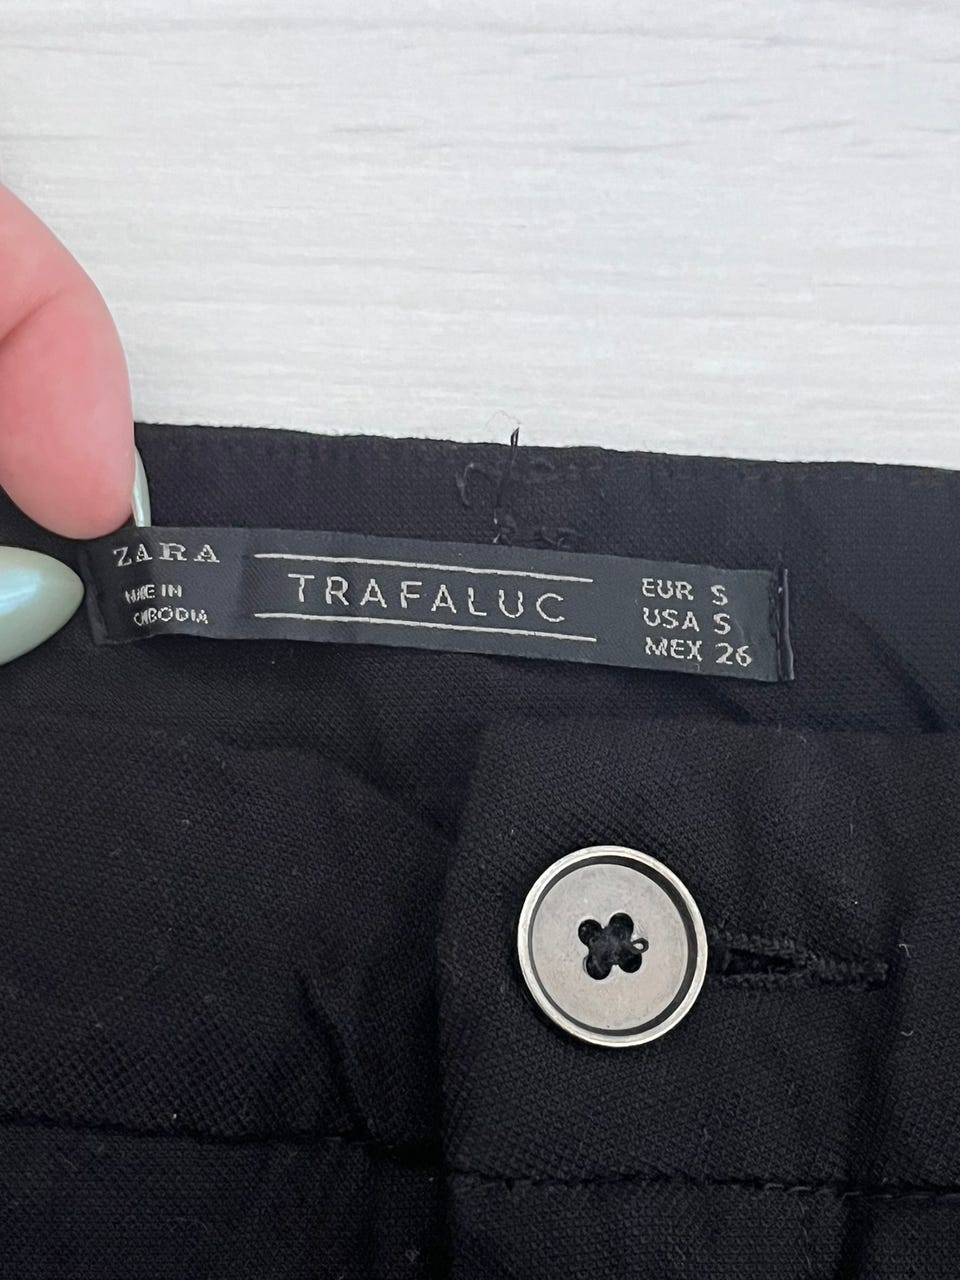 ZARA
MADE IN
CAMBODIA
TRAFALUC
EUR S
USA S
MEX 26